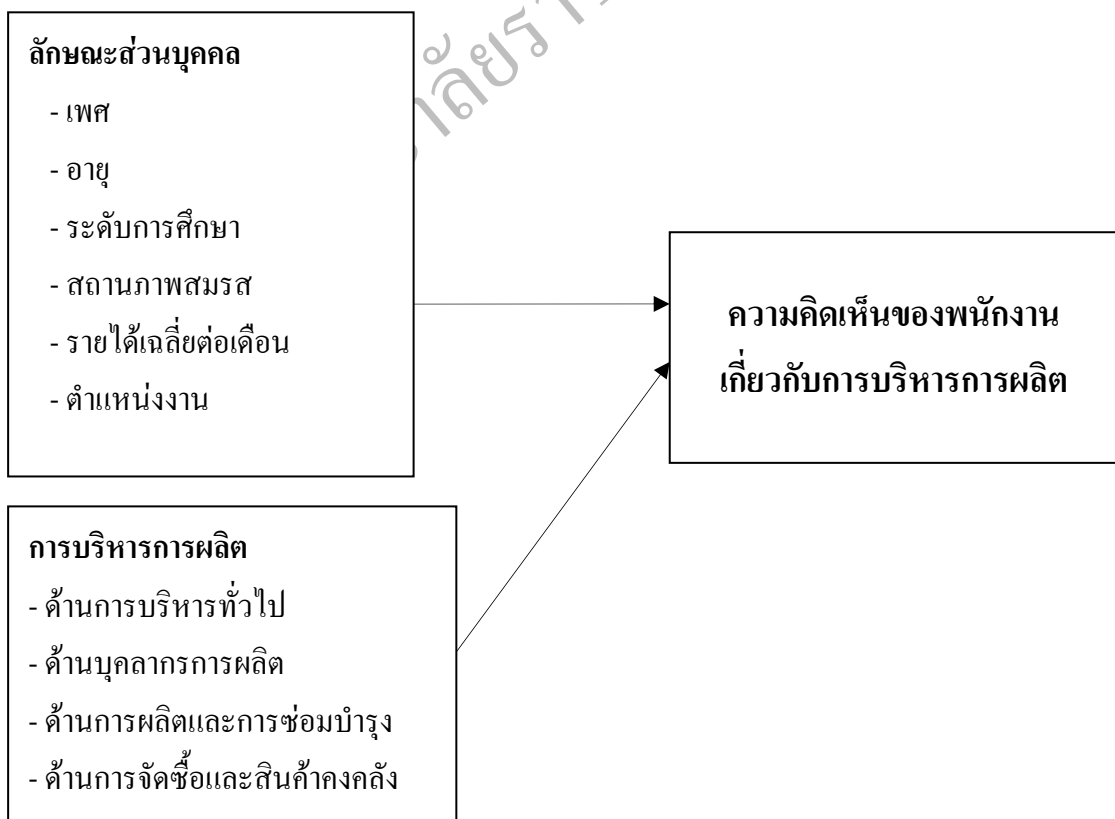 ลักษณะส่วนบุคคล
- เพศ
- อายุ
- ระดับการศึกษา
- สถานภาพสมรส
- รายได้เฉลี่ยต่อเดือน
- ตำแหน่งงาน
ความคิดเห็นของพนักงาน
เกี่ยวกับการบริหารการผลิต
การบริหารการผลิต
- ด้านการบริหารทั่วไป
- ด้านบุคลากรการผลิต
- ด้านการผลิตและการซ่อมบำรุง
- ด้านการจัดซื้อและสินค้าคงคลัง